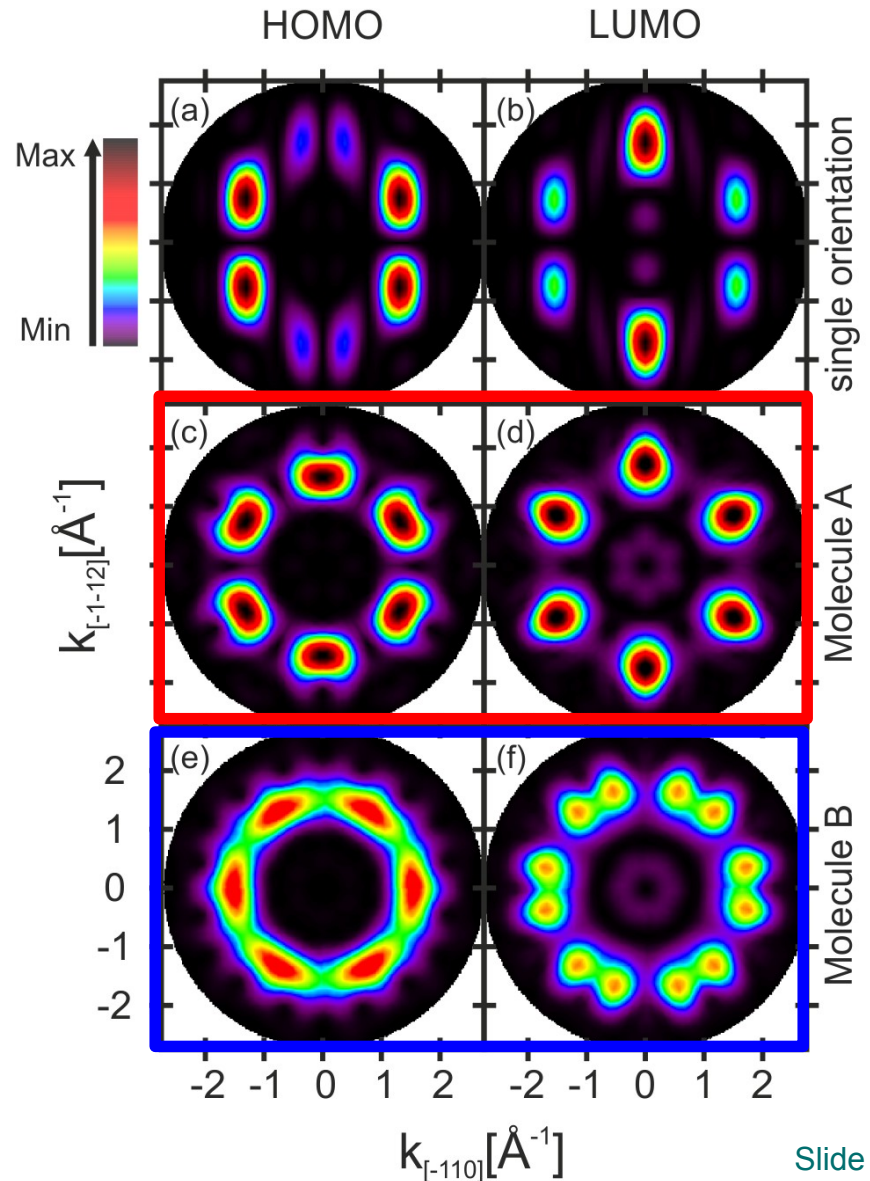 HOMO LUMO
Max
Min
(a) (b)
single orientation
(c) (d)
Molecule A
k[-1-12][Å-1]
(e) (f)
Molecule B
2
1
0
-1
-2
-2 -1 0 1 2 -2 -1 0 1 2
k[-110][Å-1]
Slide